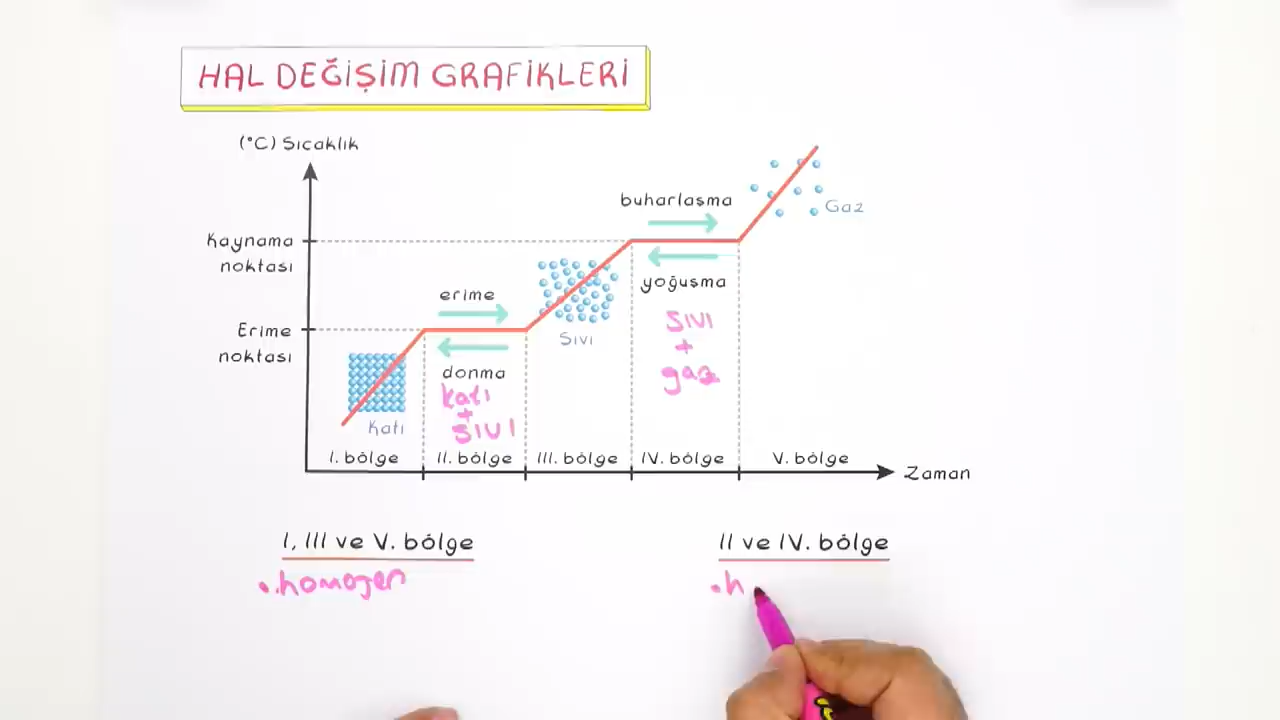 HAL DEĞİŞİM GRAFİKLERİ
(°C) Sıcaklık
buharlaşma
Gaz
Kaynama
noktası
yoğuşma
erime
sıvı
+
gaz
Erime
noktası
Sıvı
donma
katı
+
sıvı
Katı
I. bölge
II. bölge
III. bölge
IV. bölge
V. bölge
Zaman
I, III ve V. bölge
II ve IV. bölge
• homogen
• h